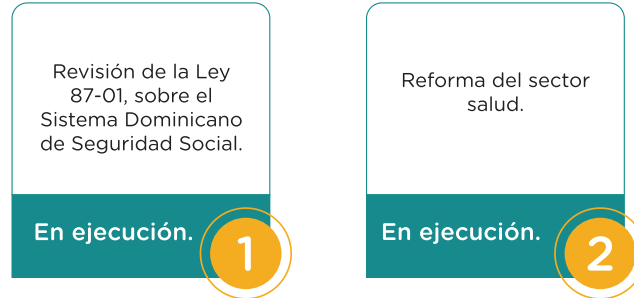 Revisión de la Ley
87-01, sobre el
Sistema Dominicano
de Seguridad Social.
En ejecución.
1
Reforma del sector
salud.
En ejecución.
2